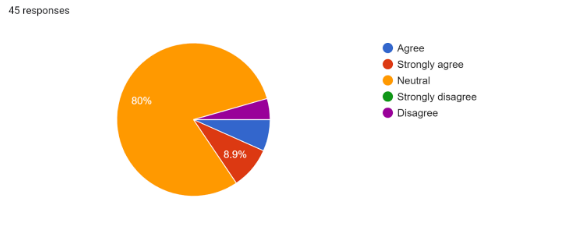 45 responses
Agree
Strongly agree
Neutral
Strongly disagree
Disagree
80%
8.9%